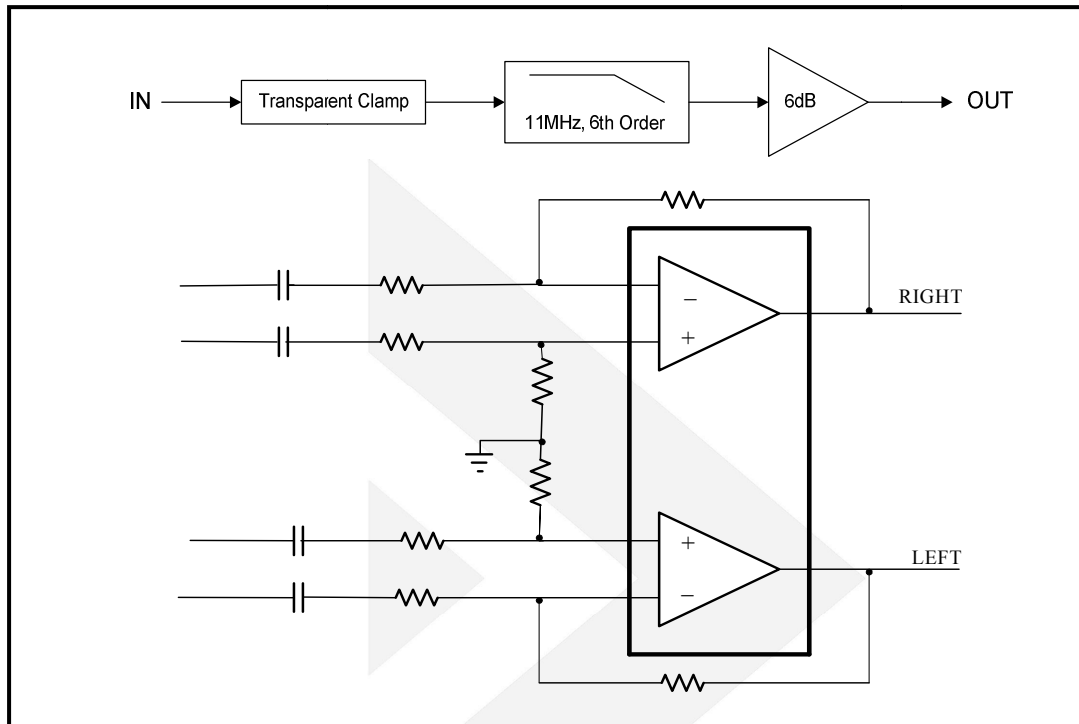 IN
Transparent Clamp
11MHz, 6th Order
6dB
OUT
−
+
RIGHT
+
−
LEFT